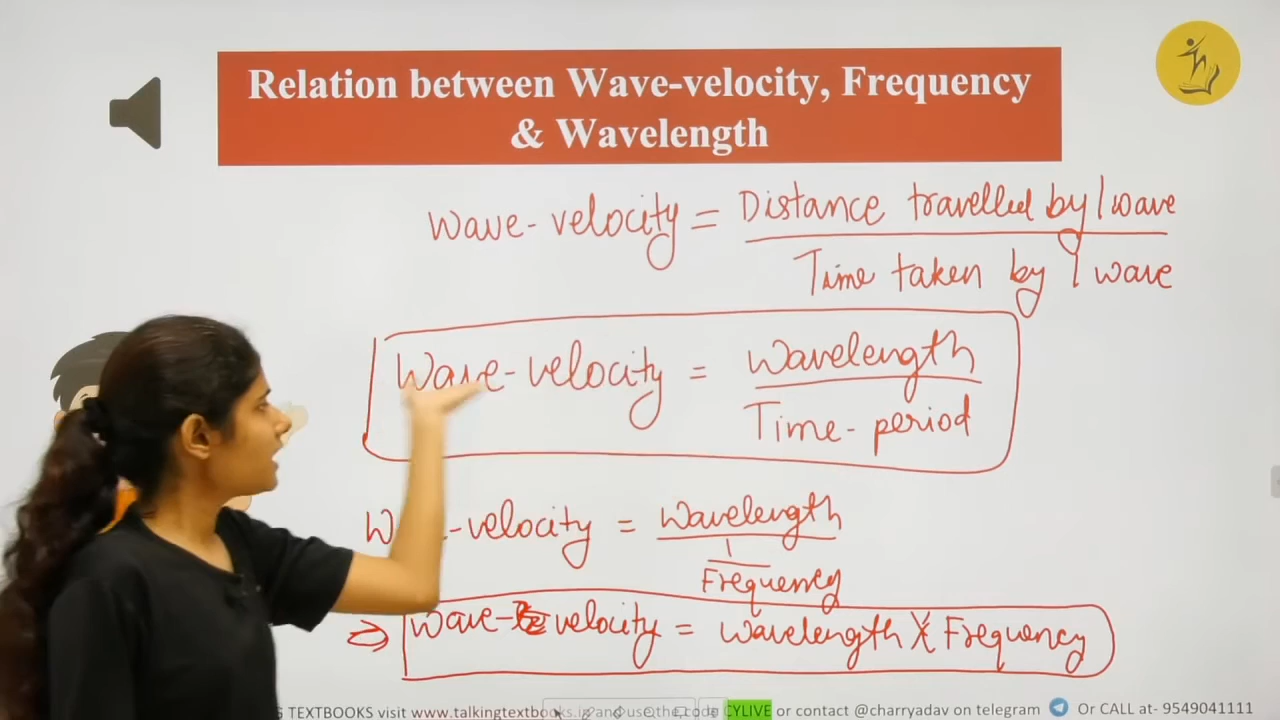 Relation between Wave-velocity, Frequency
& Wavelength
Wave-velocity = Distance travelled by 1 wave
Time taken by 1 wave
Wave-velocity = Wavelength
Time-period
W -velocity = Wavelength
1
Frequency
⇒ Wave- velocity = Wavelength X Frequency
TEXTBOOKS visit www.talkingtextbooks.in and use the code CYLIVE or contact @charryadav on telegram Or CALL at- 9549041111